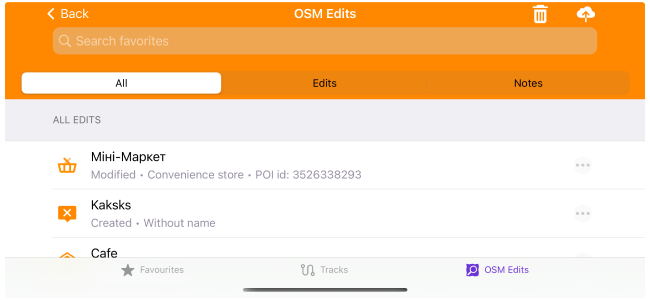 Back
OSM Edits
Search favorites
All
Edits
Notes
ALL EDITS
Міні-Маркет
Modified • Convenience store • POI id: 3526338293
Kaksks
Created • Without name
Cafe
Favourites
Tracks
OSM Edits